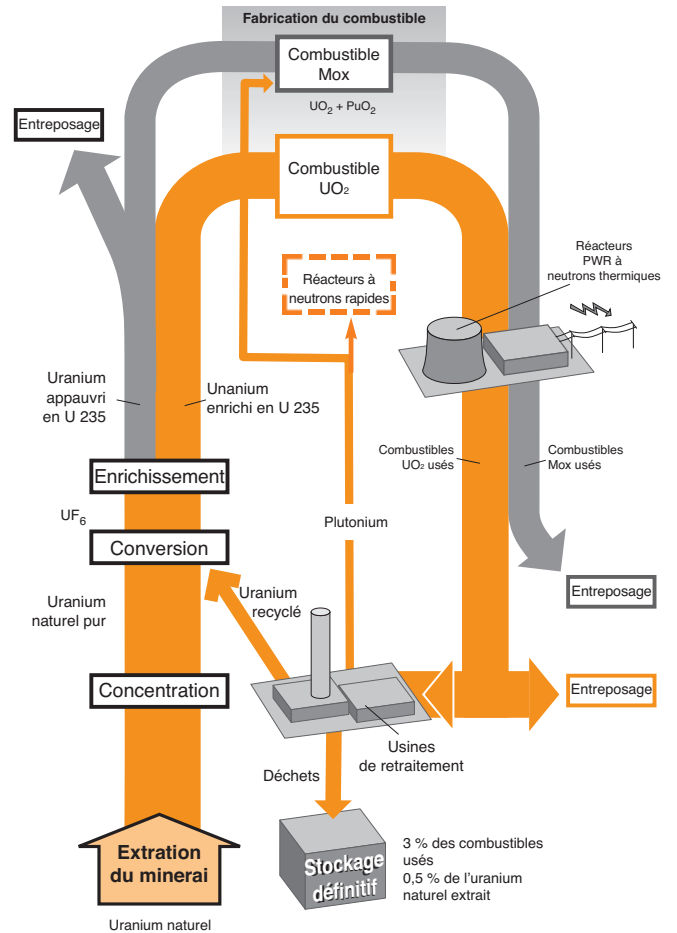 Fabrication du combustible
Combustible
Mox
UO2 + PuO2
Entreposage
Combustible
UO2
Réacteurs
PWR à
neutrons thermiques
Réacteurs à
neutrons rapides
Uranium
appauvri
en U 235
Unanium
enrichi en U 235
Combustibles
UO2 usés
Combustibles
Mox usés
Enrichissement
UF6
Plutonium
Conversion
Uranium
naturel pur
Uranium
recyclé
Entreposage
Concentration
Entreposage
Usines
de retraitement
Déchets
Extration
du minerai
Stockage
définitif
3 % des combustibles
usés
0,5 % de l'uranium
naturel extrait
Uranium naturel